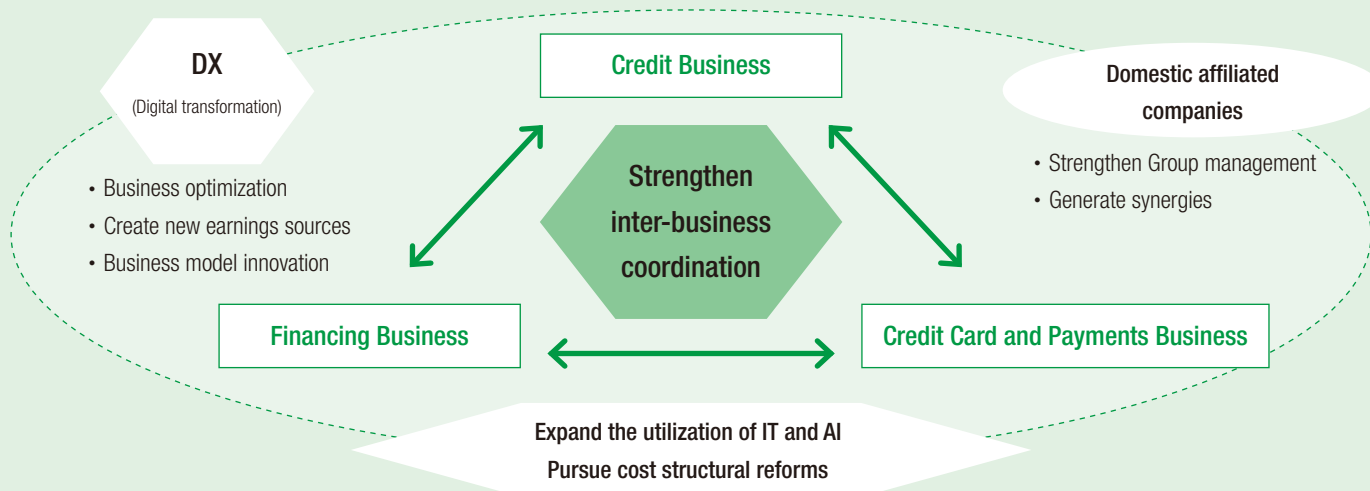 DX
(Digital transformation)
• Business optimization
• Create new earnings sources
• Business model innovation
Credit Business
Domestic affiliated
companies
• Strengthen Group management
• Generate synergies
Strengthen
inter-business
coordination
Financing Business
Credit Card and Payments Business
Expand the utilization of IT and AI
Pursue cost structural reforms